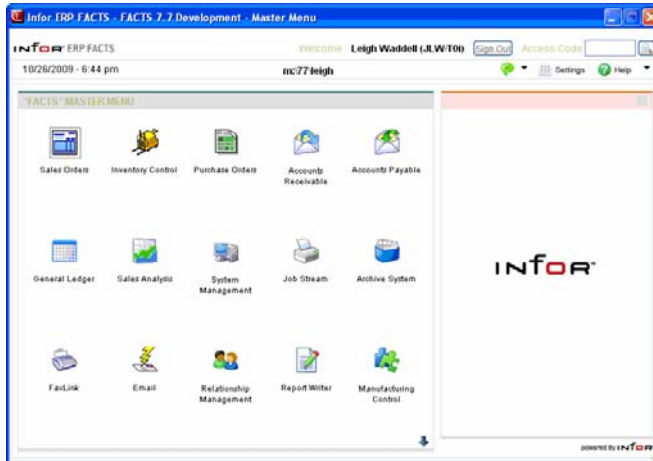 Infor ERP FACTS - FACTS 7.7 Development - Master Menu
INFOR ERP FACTS Welcome Leigh Waddell (JLW/T0i) Sign Out Access Code
10/26/2009 - 6:44 pm mc77leigh Settings Help
"FACTS" MASTER MENU
Sales Orders Inventory Control Purchase Orders Accounts Receivable Accounts Payable
General Ledger Sales Analysis System Management Job Stream Archive System
FaxLink Email Relationship Management Report Writer Manufacturing Control
INFOR
powered by INFOR